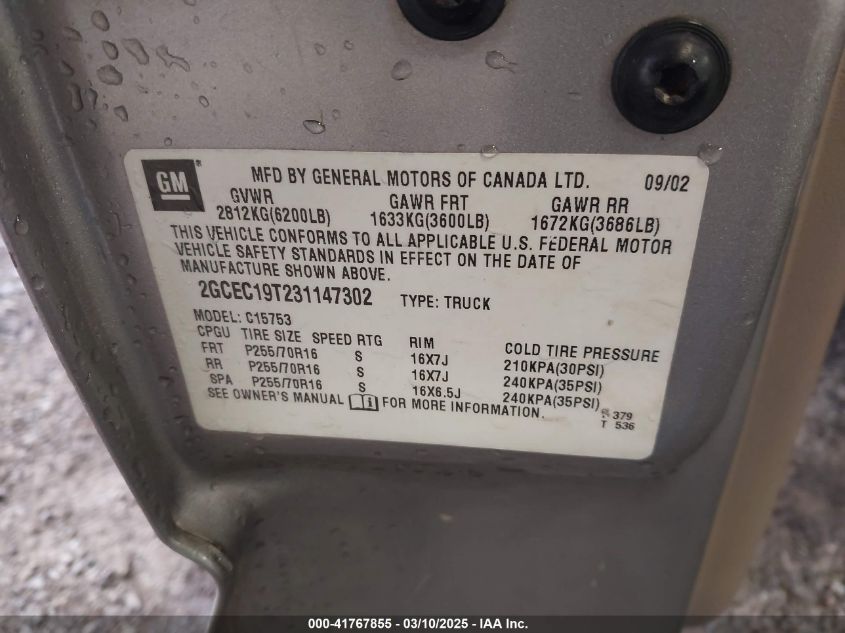 GM
MFD BY GENERAL MOTORS OF CANADA LTD. 09/02
GVWR GAWR FRT GAWR RR
2812KG(6200LB) 1633KG(3600LB) 1672KG(3686LB)
THIS VEHICLE CONFORMS TO ALL APPLICABLE U.S. FEDERAL MOTOR
VEHICLE SAFETY STANDARDS IN EFFECT ON THE DATE OF
MANUFACTURE SHOWN ABOVE.
2GCEC19T231147302 TYPE: TRUCK
MODEL: C15753
CPGU TIRE SIZE SPEED RTG RIM COLD TIRE PRESSURE
FRT P255/70R16 S 16X7J 210KPA(30PSI)
RR P255/70R16 S 16X7J 240KPA(35PSI)
SPA P255/70R16 S 16X6.5J 240KPA(35PSI)
SEE OWNER'S MANUAL FOR MORE INFORMATION.
379
T 536
000-41767855 - 03/10/2025 - IAA Inc.